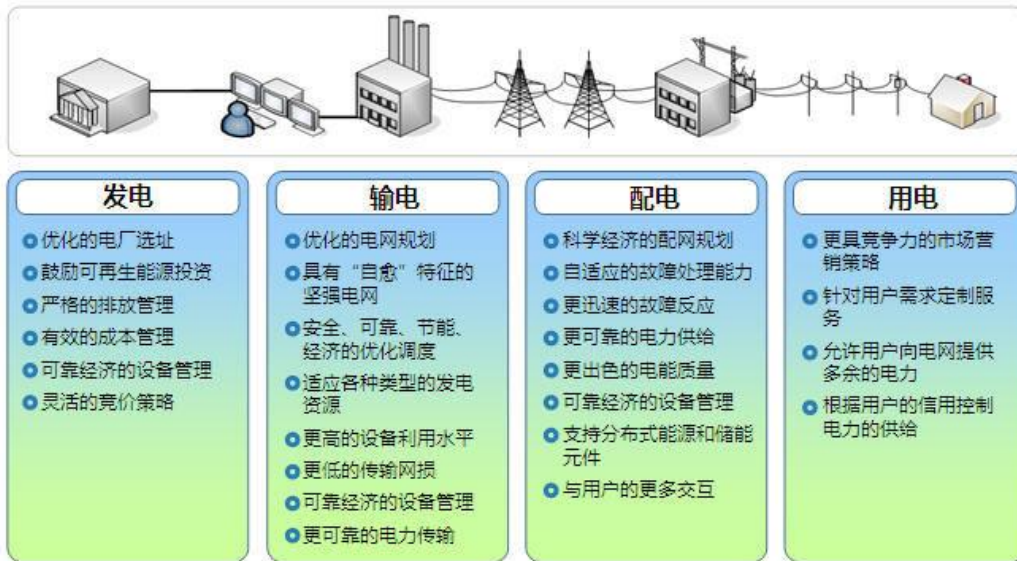 发电
优化的电厂选址
鼓励可再生能源投资
严格的排放管理
有效的成本管理
可靠经济的设备管理
灵活的竞价策略
输电
优化的电网规划
具有“自愈”特征的
坚强电网
安全、可靠、节能、
经济的优化调度
适应各种类型的发电
资源
更高的设备利用水平
更低的传输网损
可靠经济的设备管理
更可靠的电力传输
配电
科学经济的配网规划
自适应的故障处理能力
更迅速的故障反应
更可靠的电力供给
更出色的电能质量
可靠经济的设备管理
支持分布式能源和储能
元件
与用户的更多交互
用电
更具竞争力的市场营
销策略
针对用户需求定制服
务
允许用户向电网提供
多余的电力
根据用户的信用控制
电力的供给